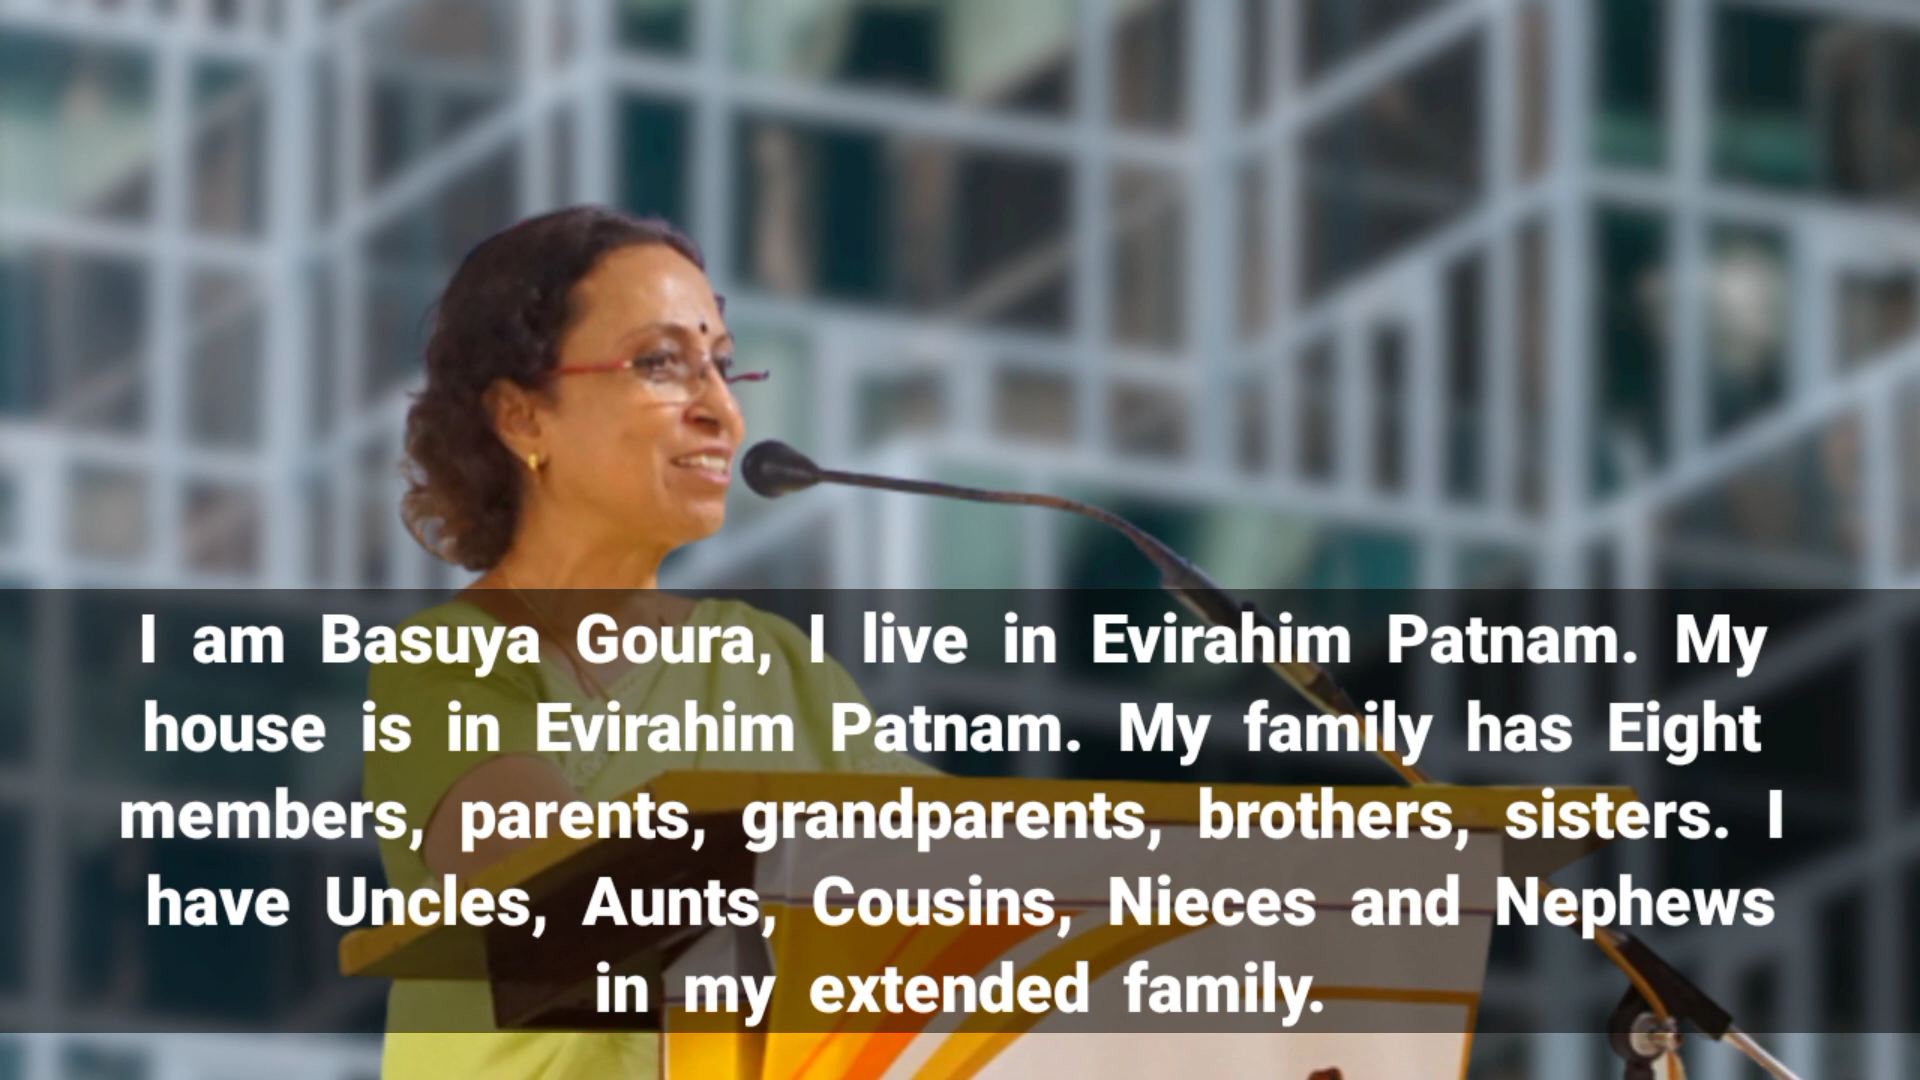 I am Basuya Goura, I live in Evirahim Patnam. My
house is in Evirahim Patnam. My family has Eight
members, parents, grandparents, brothers, sisters. I
have Uncles, Aunts, Cousins, Nieces and Nephews
in my extended family.